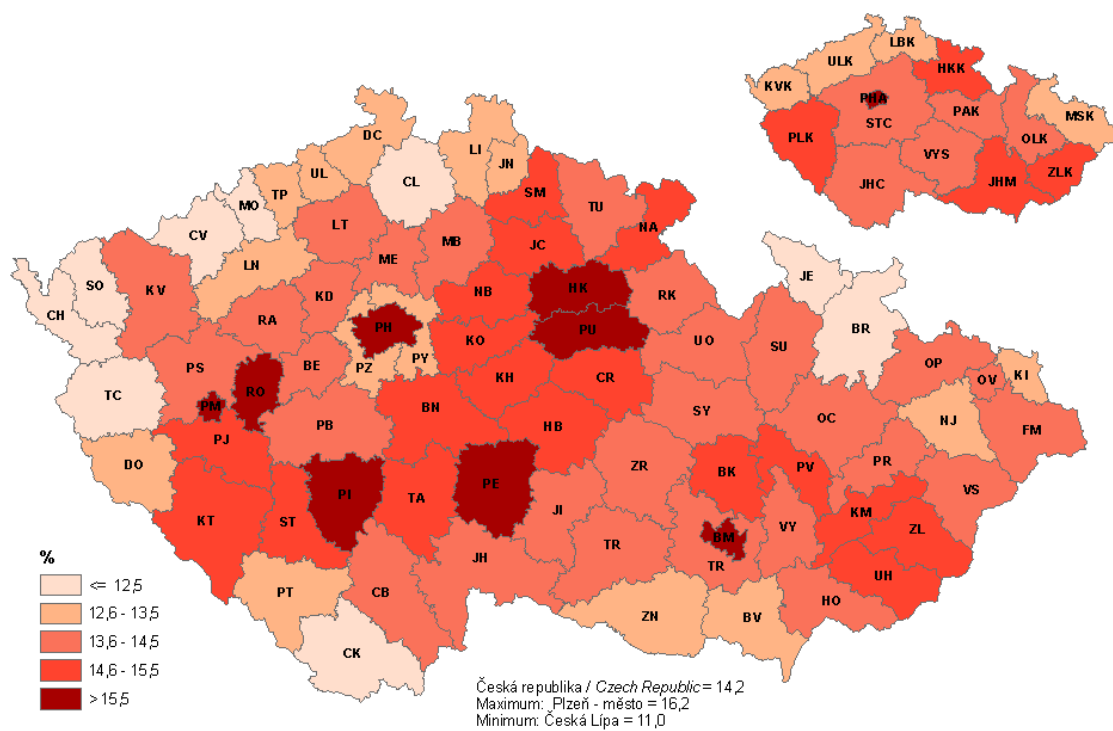 LBK
ULK
HKK
KVK
PHA
PAK
MSK
STC
OLK
PLK
VYS
ZLK
JHM
JHC
DC
LI
JN
UL
CL
TP
SM
MO
TU
LT
NA
CV
MB
JC
ME
LN
SO
JE
KV
NB
HK
RK
KD
CH
RA
PH
BR
PU
KO
UO
SU
PY
OP
PS
BE
PZ
OV
KI
RO
KH
CR
TC
PM
BN
SY
OC
NJ
PB
HB
FM
PJ
DO
PR
ZR
BK
PV
PI
TA
PE
VS
KT
ST
JI
KM
ZL
VY
BM
TR
JH
TR
UH
PT
CB
HO
ZN
BV
CK
%
<= 12,5
12,6 - 13,5
13,6 - 14,5
14,6 - 15,5
>15,5
Česká republika / Czech Republic = 14,2
Maximum: Plzeň - město = 16,2
Minimum: Česká Lípa = 11,0